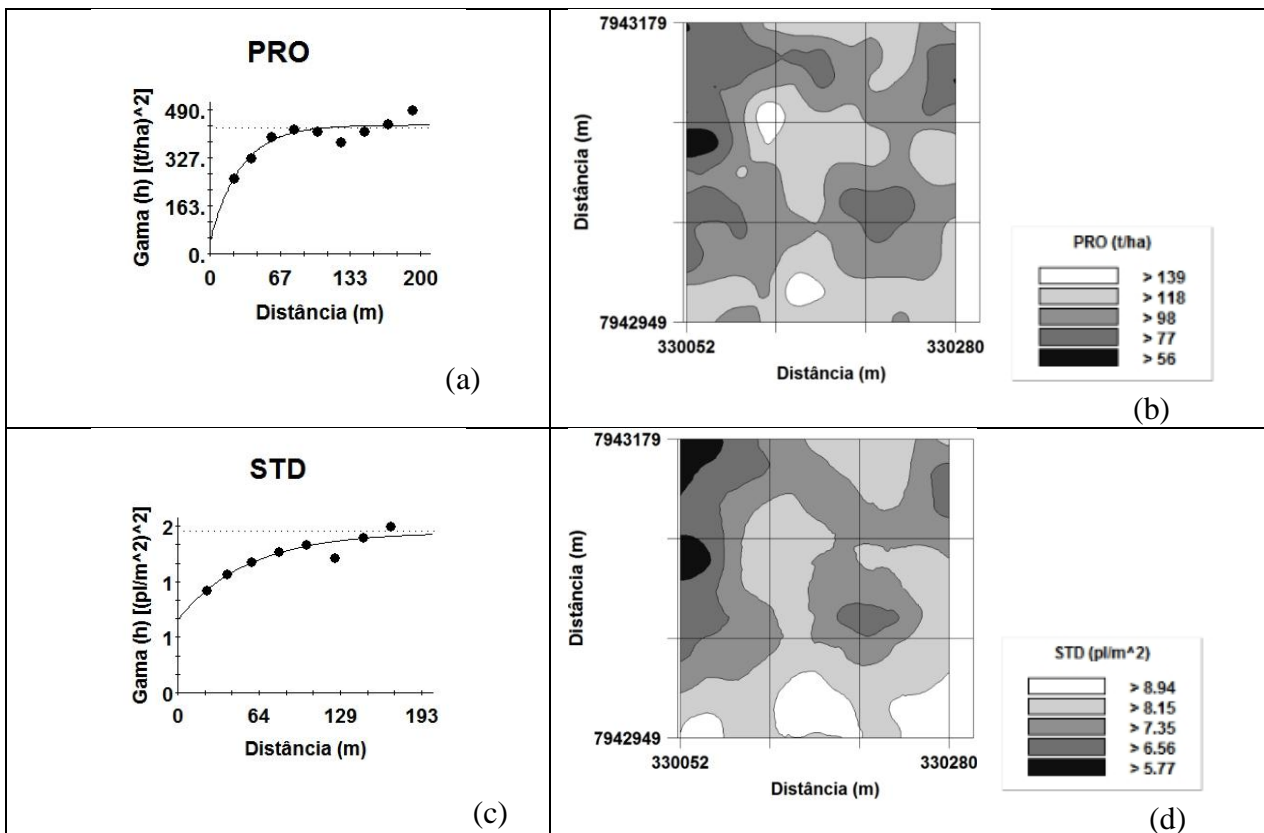 PRO
Gama (h) [(t/ha)^2]
490.
327.
163.
0.
0 67 133 200
Distância (m)
(a)
7943179
Distância (m)
7942949
330052 330280
Distância (m)
PRO (t/ha)
> 139
> 118
> 98
> 77
> 56
(b)
STD
Gama (h) [(pl/m^2)^2]
2
1
1
0
0 64 129 193
Distância (m)
(c)
7943179
Distância (m)
7942949
330052 330280
Distância (m)
STD (pl/m^2)
> 8.94
> 8.15
> 7.35
> 6.56
> 5.77
(d)